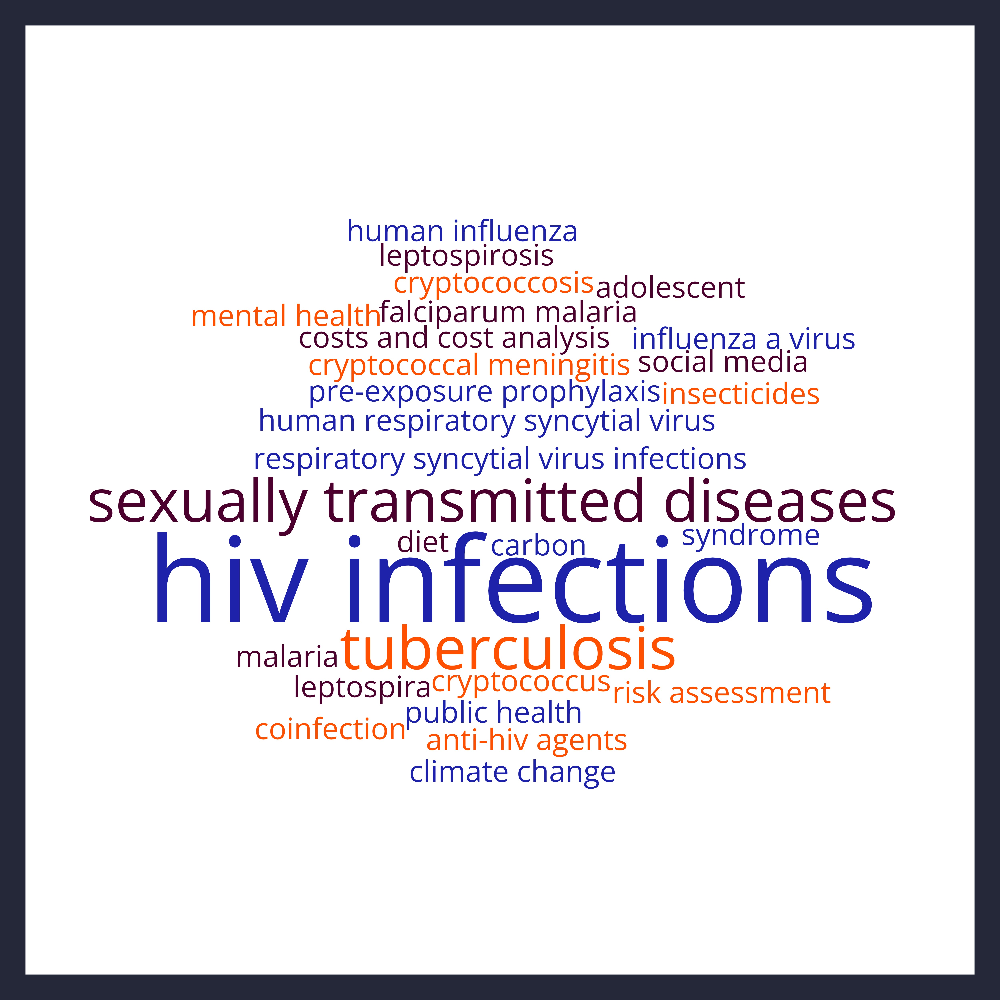 human influenza
leptospirosis
cryptococcosis
adolescent
mental health
falciparum malaria
costs and cost analysis
influenza a virus
cryptococcal meningitis
social media
pre-exposure prophylaxis
insecticides
human respiratory syncytial virus
respiratory syncytial virus infections
sexually transmitted diseases
diet
carbon
syndrome
hiv infections
tuberculosis
malaria
leptospira
cryptococcus
risk assessment
public health
coinfection
anti-hiv agents
climate change